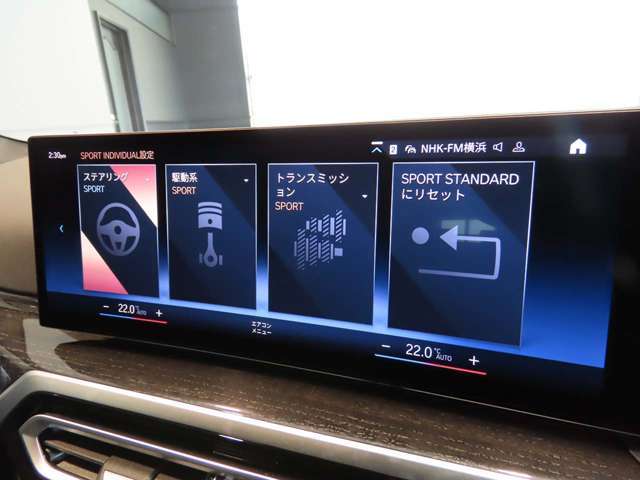 2:30pm
2
NHK-FM横浜
SPORT INDIVIDUAL設定
ステアリング
SPORT
駆動系
SPORT
トランスミッシ
ョン
SPORT
SPORT STANDARD
にリセット
− 22.0°C AUTO +
エアコン
メニュー
− 22.0°C AUTO +